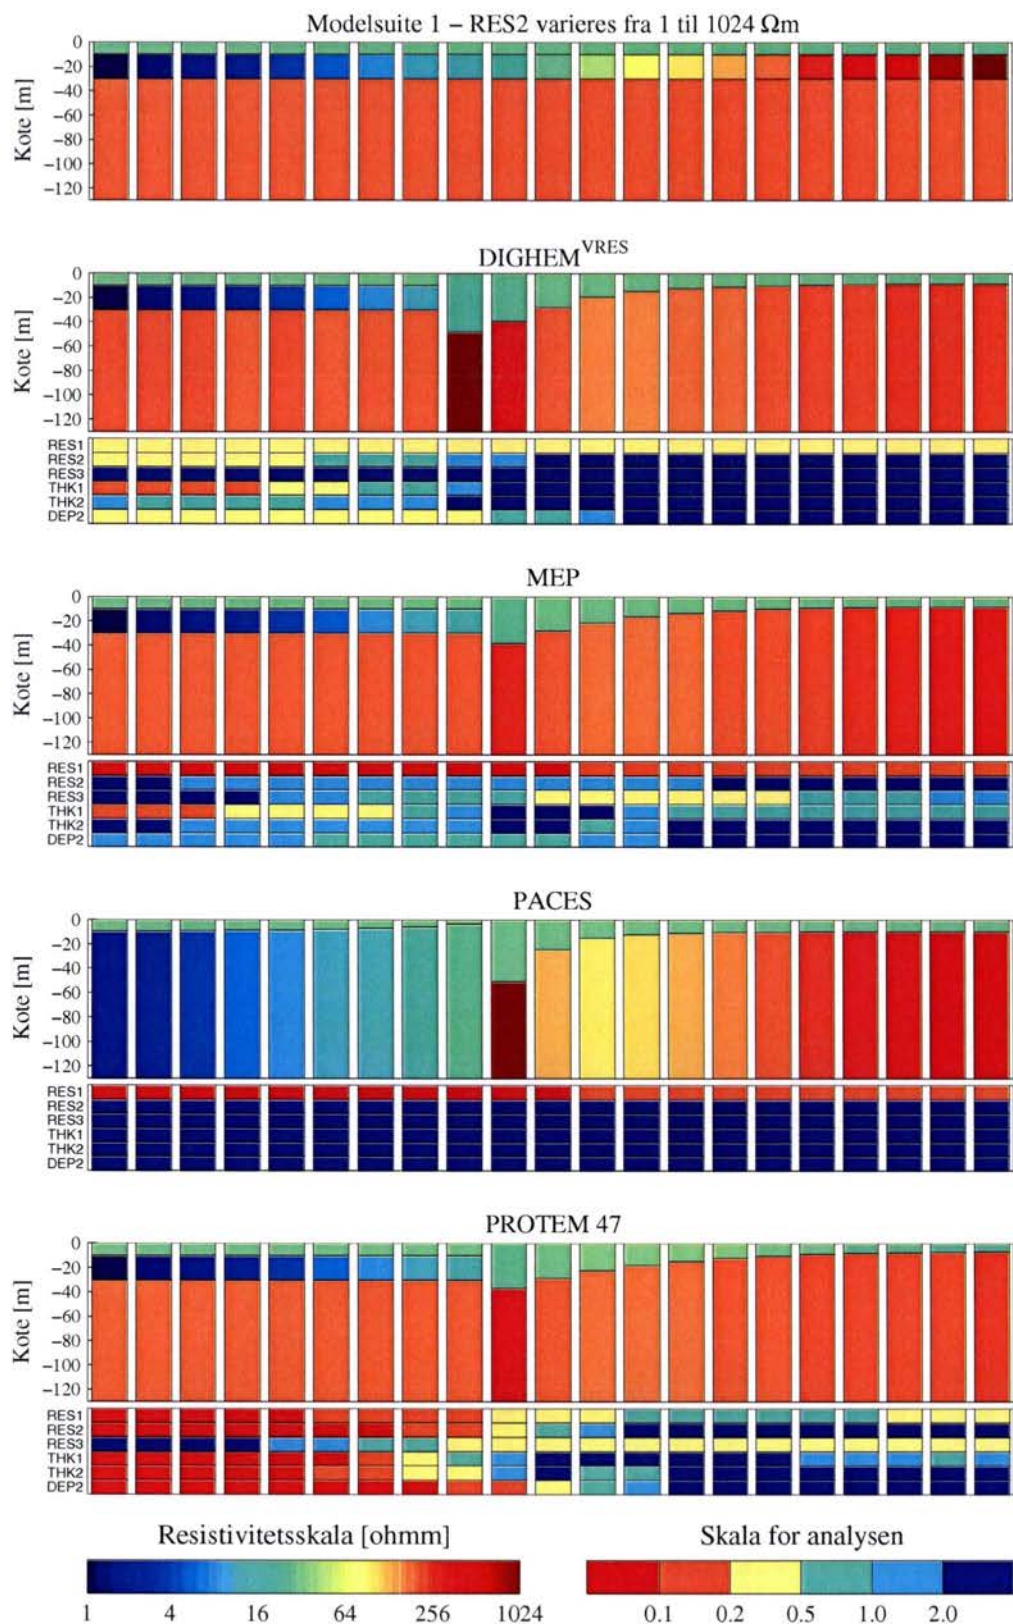 Modelsuite 1 – RES2 varieres fra 1 til 1024 Ωm
Kote [m]
0
−20
−40
−60
−80
−100
−120
DIGHEM^VRES
Kote [m]
0
−20
−40
−60
−80
−100
−120
RES1
RES2
RES3
THK1
THK2
DEP2
MEP
Kote [m]
0
−20
−40
−60
−80
−100
−120
RES1
RES2
RES3
THK1
THK2
DEP2
PACES
Kote [m]
0
−20
−40
−60
−80
−100
−120
RES1
RES2
RES3
THK1
THK2
DEP2
PROTEM 47
Kote [m]
0
−20
−40
−60
−80
−100
−120
RES1
RES2
RES3
THK1
THK2
DEP2
Resistivitetsskala [ohmm]
1 4 16 64 256 1024
Skala for analysen
0.1 0.2 0.5 1.0 2.0